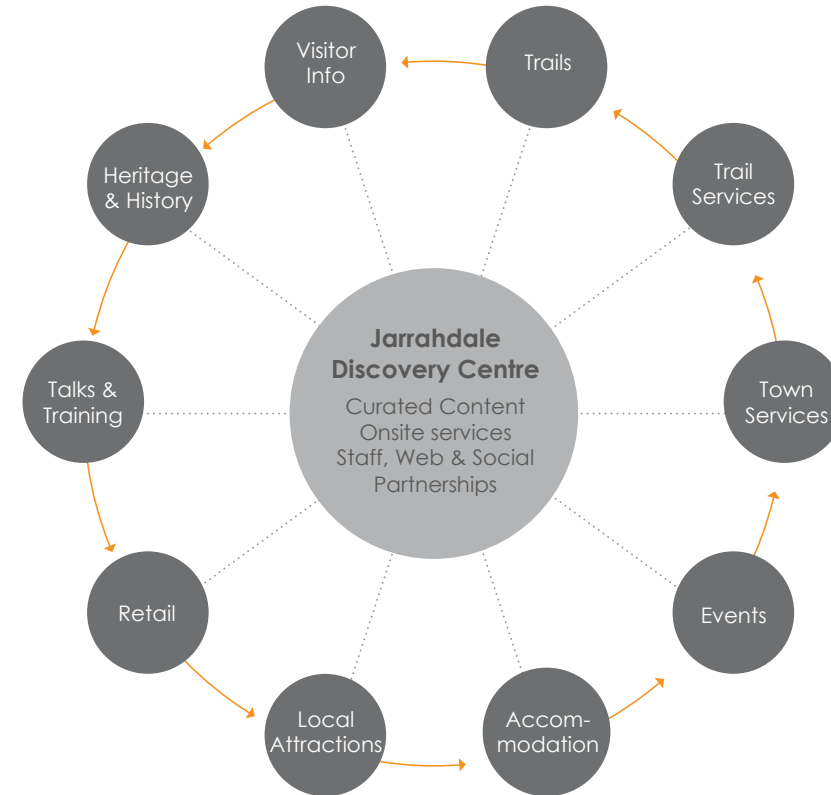 Visitor
Info
Trails
Heritage
& History
Trail
Services
Jarrahdale
Discovery Centre
Curated Content
Onsite services
Staff, Web & Social
Partnerships
Talks &
Training
Town
Services
Retail
Events
Local
Attractions
Accom-
modation